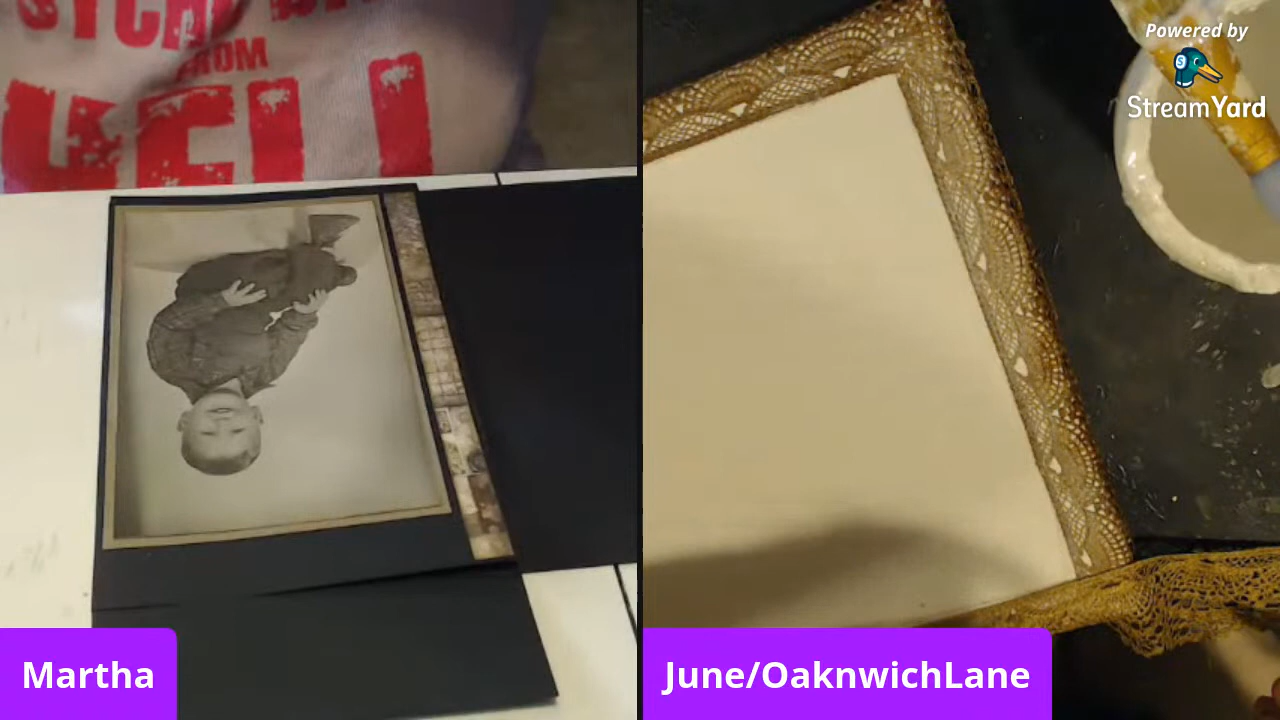 FROM
HELL
Powered by
StreamYard
Martha
June/OaknwichLane